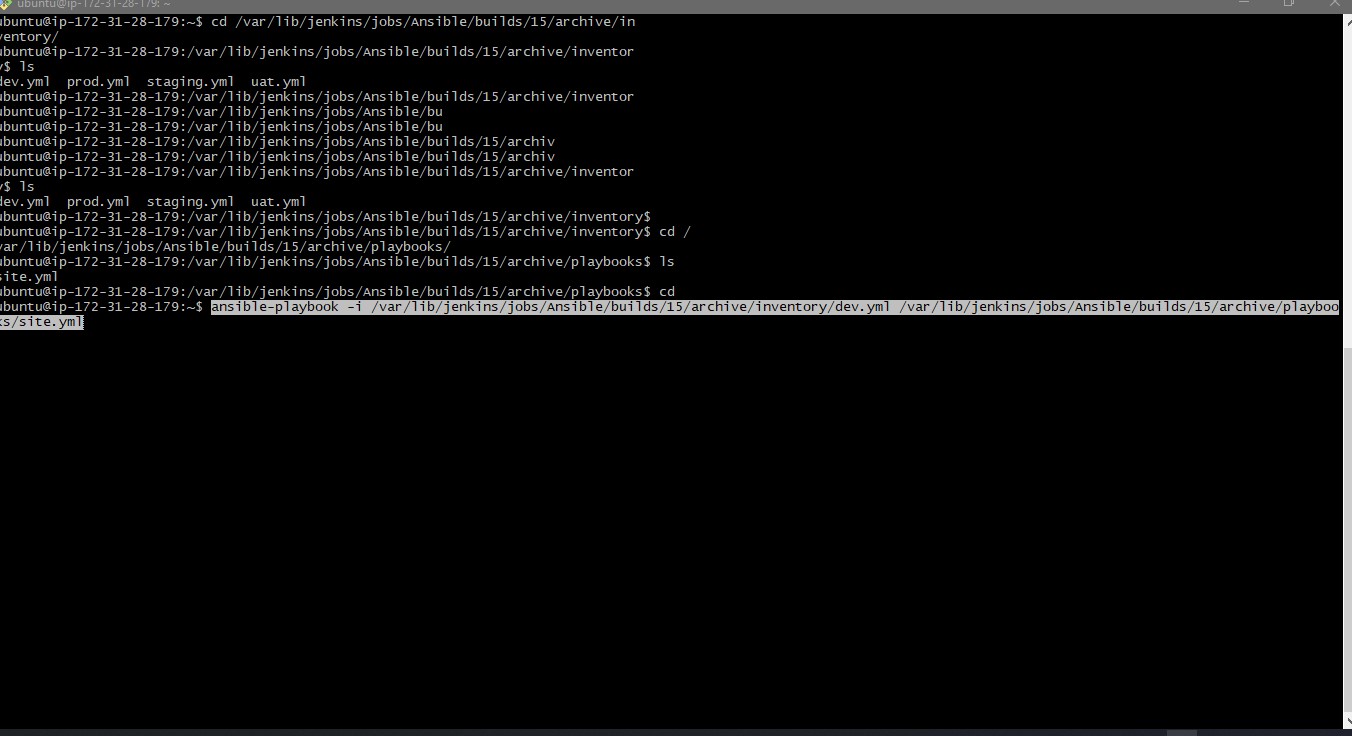 ubuntu@ip-172-31-28-179: ~
ubuntu@ip-172-31-28-179:~$ cd /var/lib/jenkins/jobs/Ansible/builds/15/archive/in
ventory/
ubuntu@ip-172-31-28-179:/var/lib/jenkins/jobs/Ansible/builds/15/archive/inventor
y$ ls
dev.yml  prod.yml  staging.yml  uat.yml
ubuntu@ip-172-31-28-179:/var/lib/jenkins/jobs/Ansible/builds/15/archive/inventor
ubuntu@ip-172-31-28-179:/var/lib/jenkins/jobs/Ansible/bu
ubuntu@ip-172-31-28-179:/var/lib/jenkins/jobs/Ansible/bu
ubuntu@ip-172-31-28-179:/var/lib/jenkins/jobs/Ansible/builds/15/archiv
ubuntu@ip-172-31-28-179:/var/lib/jenkins/jobs/Ansible/builds/15/archiv
ubuntu@ip-172-31-28-179:/var/lib/jenkins/jobs/Ansible/builds/15/archive/inventor
y$ ls
dev.yml  prod.yml  staging.yml  uat.yml
ubuntu@ip-172-31-28-179:/var/lib/jenkins/jobs/Ansible/builds/15/archive/inventory$
ubuntu@ip-172-31-28-179:/var/lib/jenkins/jobs/Ansible/builds/15/archive/inventory$ cd /
var/lib/jenkins/jobs/Ansible/builds/15/archive/playbooks/
ubuntu@ip-172-31-28-179:/var/lib/jenkins/jobs/Ansible/builds/15/archive/playbooks$ ls
site.yml
ubuntu@ip-172-31-28-179:/var/lib/jenkins/jobs/Ansible/builds/15/archive/playbooks$ cd
ubuntu@ip-172-31-28-179:~$ ansible-playbook -i /var/lib/jenkins/jobs/Ansible/builds/15/archive/inventory/dev.yml /var/lib/jenkins/jobs/Ansible/builds/15/archive/playboo
ks/site.yml